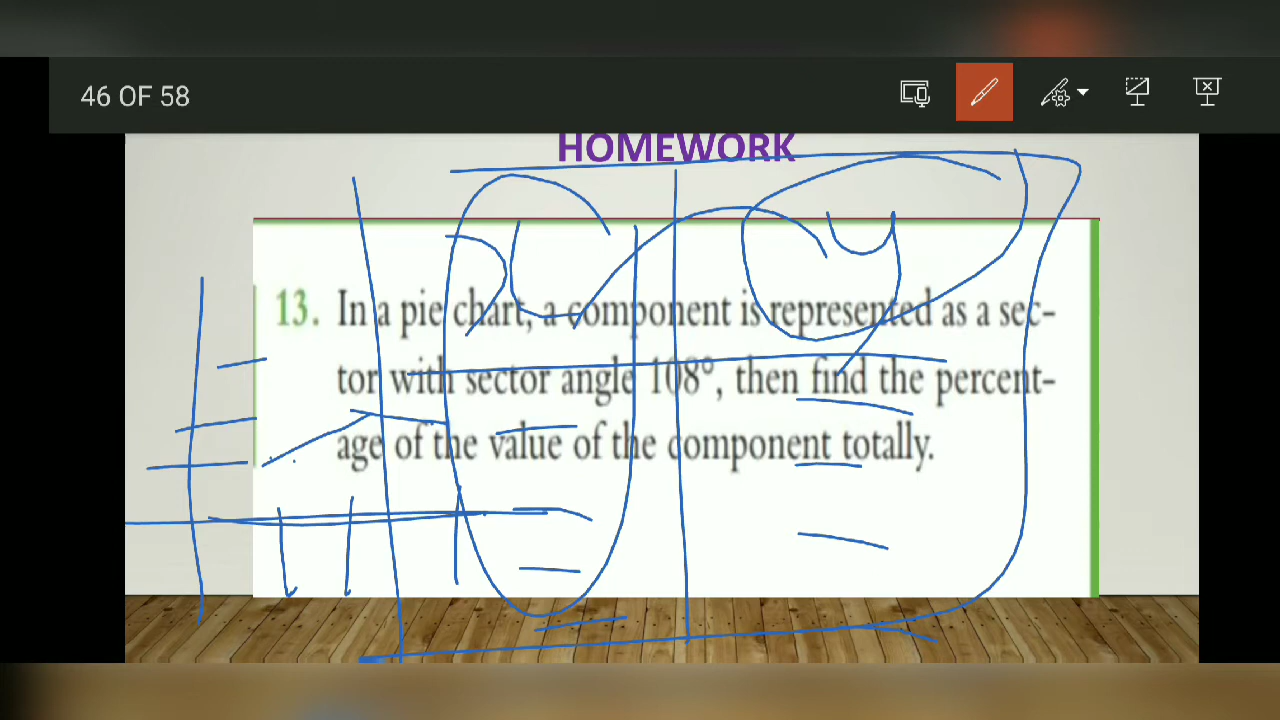 46 OF 58
HOMEWORK
13. In a pie chart, a component is represented as a sec-
tor with sector angle 108°, then find the percent-
age of the value of the component totally.
x y